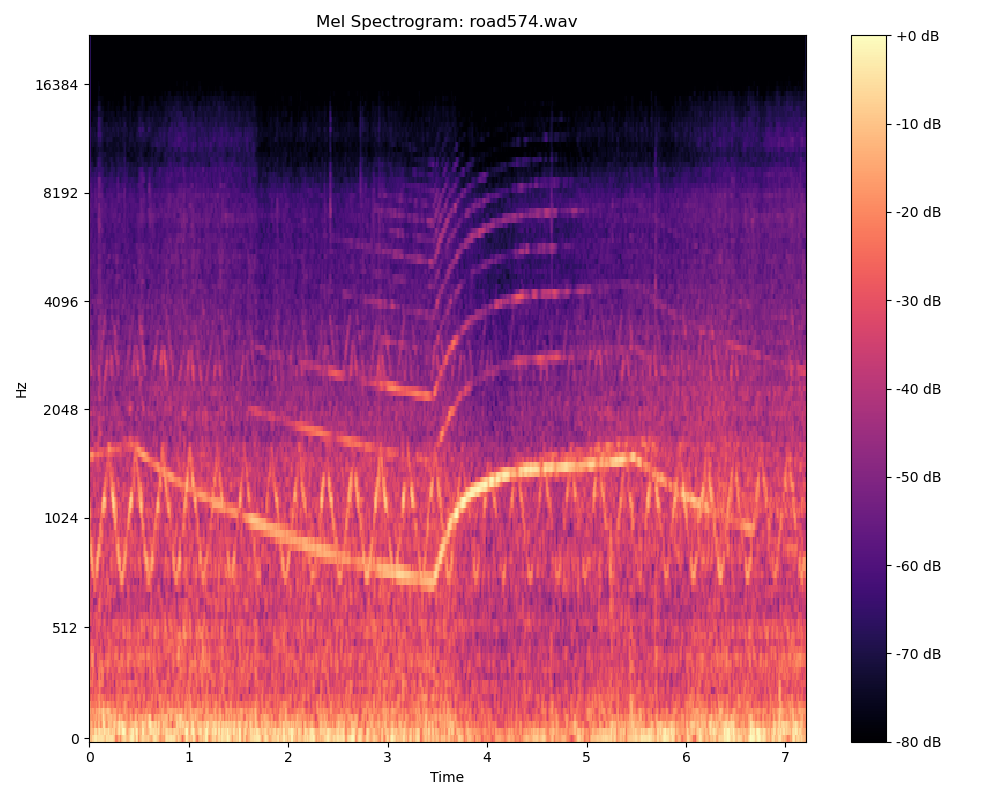 Mel Spectrogram: road574.wav
+0 dB
16384
-10 dB
8192
-20 dB
4096
-30 dB
Hz
2048
-40 dB
1024
-50 dB
512
-60 dB
-70 dB
0
-80 dB
0 1 2 3 4 5 6 7
Time